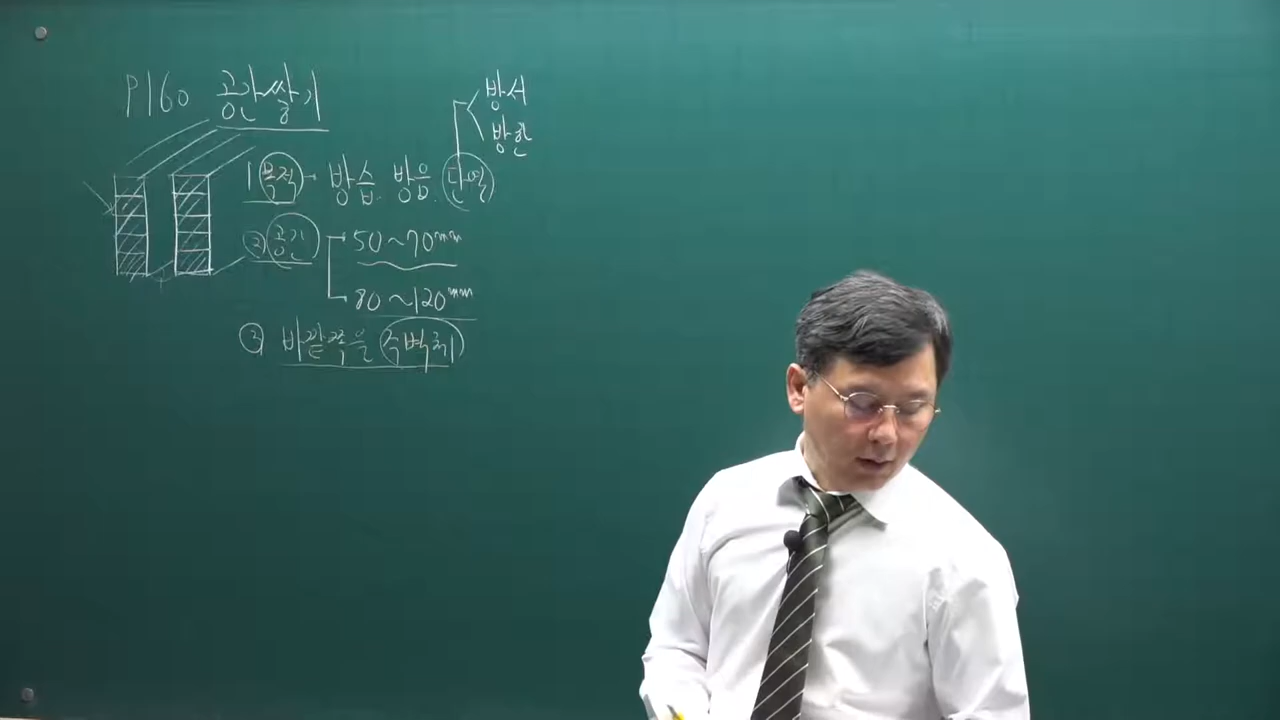 P160 공간쌓기
방서
방한
1 목적 → 방습. 방음. 단열
② 공간 50~70mm
80~120mm
③ 바깥쪽을 주벽체